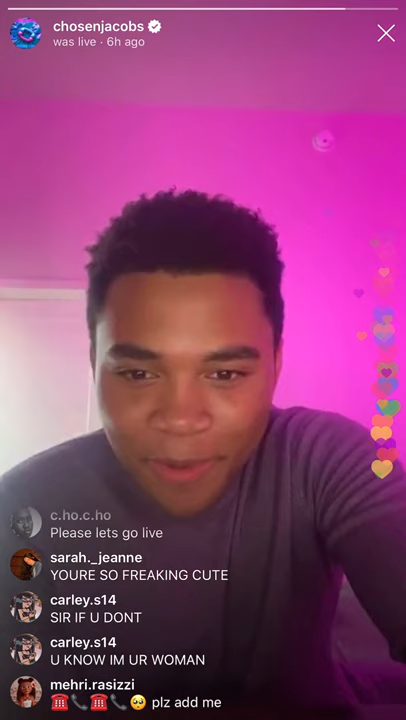 chosenjacobs
was live · 6h ago
c.ho.c.ho
Please lets go live
sarah._jeanne
YOURE SO FREAKING CUTE
carley.s14
SIR IF U DONT
carley.s14
U KNOW IM UR WOMAN
mehri.rasizzi
☎️📞☎️📞🥺 plz add me